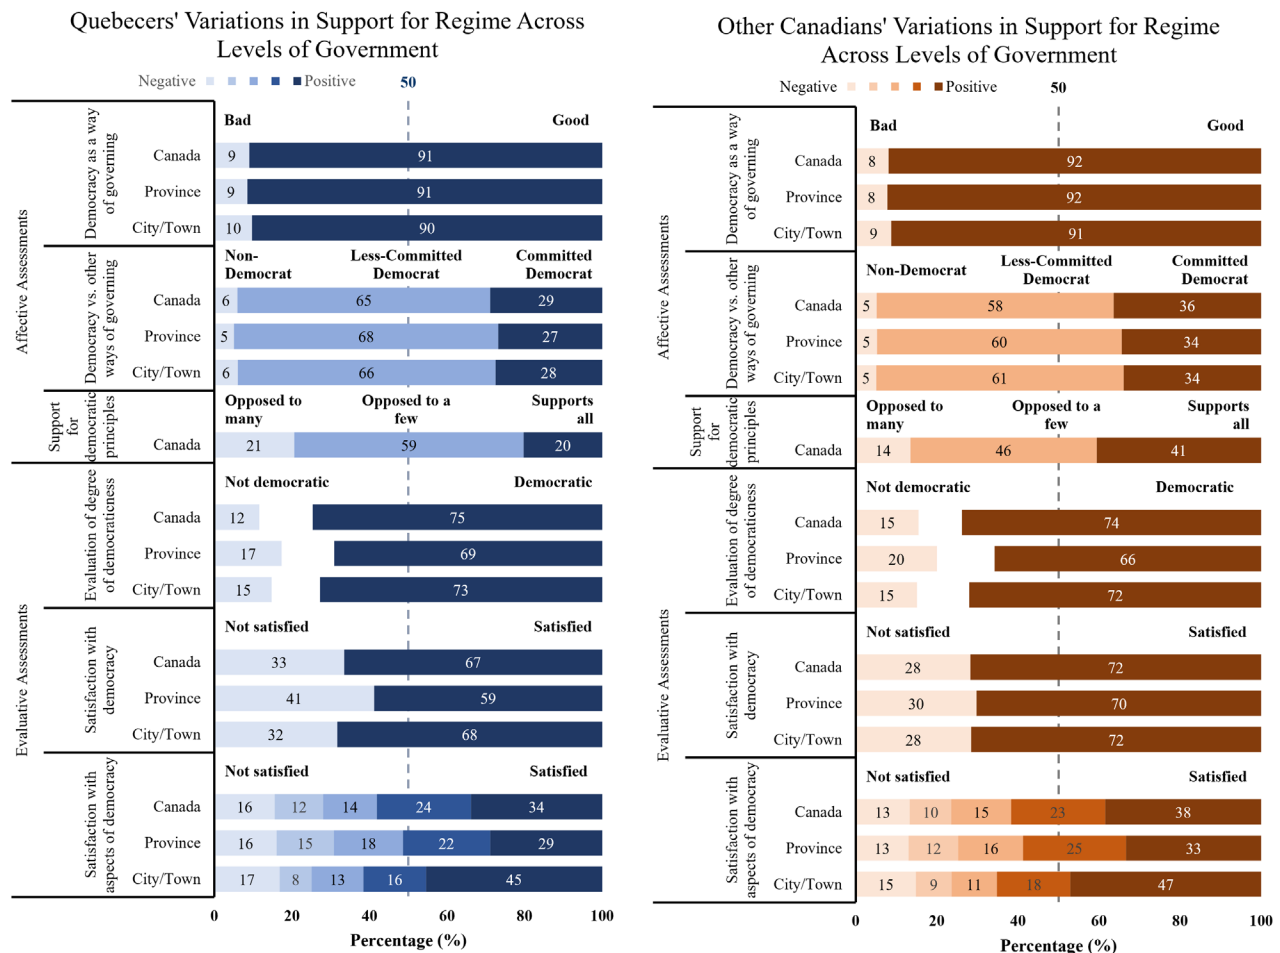 Quebecers' Variations in Support for Regime Across
Levels of Government
Negative
Positive
50
Affective Assessments
Democracy as a way
of governing
Bad
Good
Canada
9
91
Province
9
91
City/Town
10
90
Democracy vs. other
ways of governing
Non-
Democrat
Less-Committed
Democrat
Committed
Democrat
Canada
6
65
29
Province
5
68
27
City/Town
6
66
28
Support
for
democratic
principles
Opposed to
many
Opposed to a
few
Supports
all
Canada
21
59
20
Evaluative Assessments
Evaluation of degree
of democraticness
Not democratic
Democratic
Canada
12
75
Province
17
69
City/Town
15
73
Satisfaction with
democracy
Not satisfied
Satisfied
Canada
33
67
Province
41
59
City/Town
32
68
Satisfaction with
aspects of democracy
Not satisfied
Satisfied
Canada
16
12
14
24
34
Province
16
15
18
22
29
City/Town
17
8
13
16
45
0
20
40
60
80
100
Percentage (%)
Other Canadians' Variations in Support for Regime
Across Levels of Government
Negative
Positive
50
Affective Assessments
Democracy as a way
of governing
Bad
Good
Canada
8
92
Province
8
92
City/Town
9
91
Democracy vs. other
ways of governing
Non-Democrat
Less-Committed
Democrat
Committed
Democrat
Canada
5
58
36
Province
5
60
34
City/Town
5
61
34
Support
for
democratic
principles
Opposed to
many
Opposed to a
few
Supports
all
Canada
14
46
41
Evaluative Assessments
Evaluation of degree
of democraticness
Not democratic
Democratic
Canada
15
74
Province
20
66
City/Town
15
72
Satisfaction with
democracy
Not satisfied
Satisfied
Canada
28
72
Province
30
70
City/Town
28
72
Satisfaction with
aspects of democracy
Not satisfied
Satisfied
Canada
13
10
15
23
38
Province
13
12
16
25
33
City/Town
15
9
11
18
47
0
20
40
60
80
100
Percentage (%)